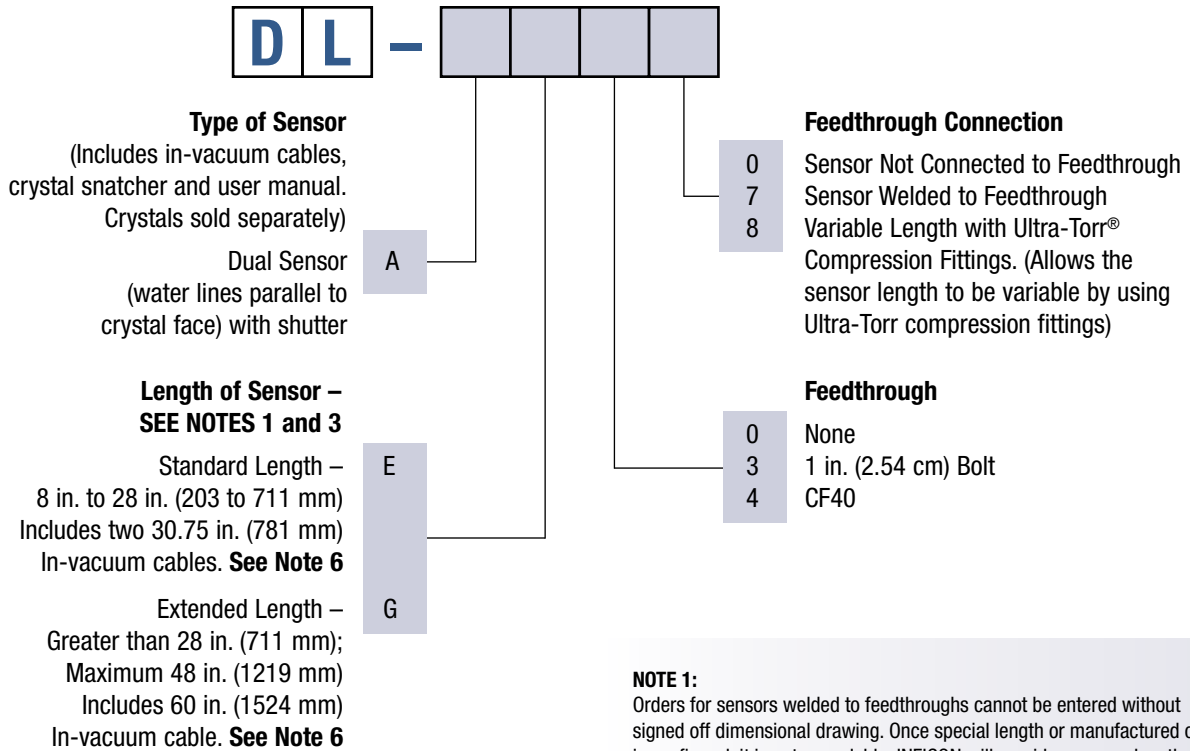 DL –
Type of Sensor
(Includes in-vacuum cables,
crystal snatcher and user manual.
Crystals sold separately)
Dual Sensor A
(water lines parallel to
crystal face) with shutter
Length of Sensor –
SEE NOTES 1 and 3
Standard Length – E
8 in. to 28 in. (203 to 711 mm)
Includes two 30.75 in. (781 mm)
In-vacuum cables. See Note 6
Extended Length – G
Greater than 28 in. (711 mm);
Maximum 48 in. (1219 mm)
Includes 60 in. (1524 mm)
In-vacuum cable. See Note 6
Feedthrough Connection
0 Sensor Not Connected to Feedthrough
7 Sensor Welded to Feedthrough
8 Variable Length with Ultra-Torr®
Compression Fittings. (Allows the
sensor length to be variable by using
Ultra-Torr compression fittings)
Feedthrough
0 None
3 1 in. (2.54 cm) Bolt
4 CF40
NOTE 1:
Orders for sensors welded to feedthroughs cannot be entered without
signed off dimensional drawing. Once special length or manufactured